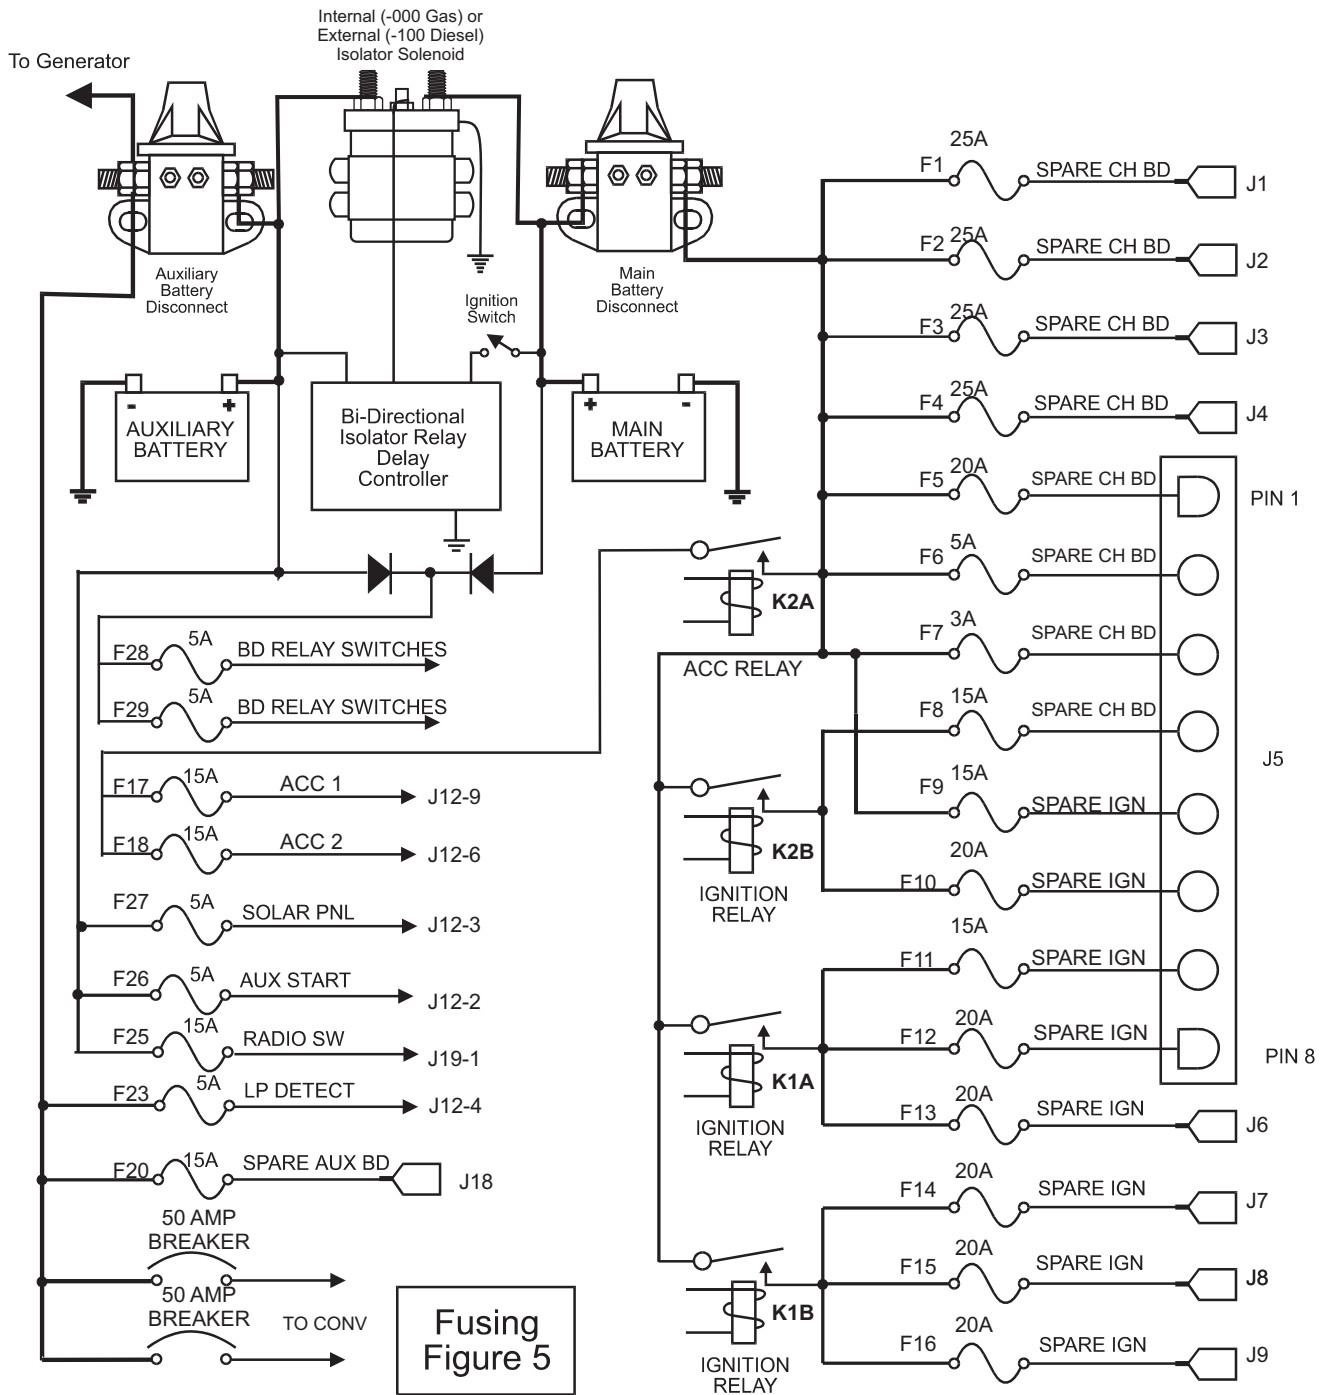 Internal (-000 Gas) or
External (-100 Diesel)
Isolator Solenoid
To Generator
Auxiliary
Battery
Disconnect
Ignition
Switch
Main
Battery
Disconnect
- +
AUXILIARY
BATTERY
Bi-Directional
Isolator Relay
Delay
Controller
+ -
MAIN
BATTERY
F28 5A BD RELAY SWITCHES
F29 5A BD RELAY SWITCHES
F17 15A ACC 1 J12-9
F18 15A ACC 2 J12-6
F27 5A SOLAR PNL J12-3
F26 5A AUX START J12-2
F25 15A RADIO SW J19-1
F23 5A LP DETECT J12-4
F20 15A SPARE AUX BD J18
50 AMP
BREAKER
50 AMP
BREAKER
TO CONV
Fusing
Figure 5
K2A
ACC RELAY
K2B
IGNITION
RELAY
K1A
IGNITION
RELAY
K1B
IGNITION
RELAY
F1 25A SPARE CH BD J1
F2 25A SPARE CH BD J2
F3 25A SPARE CH BD J3
F4 25A SPARE CH BD J4
F5 20A SPARE CH BD PIN 1
F6 5A SPARE CH BD
F7 3A SPARE CH BD
F8 15A SPARE CH BD
J5
F9 15A SPARE IGN
F10 20A SPARE IGN
F11 15A SPARE IGN
F12 20A SPARE IGN PIN 8
F13 20A SPARE IGN J6
F14 20A SPARE IGN J7
F15 20A SPARE IGN J8
F16 20A SPARE IGN J9